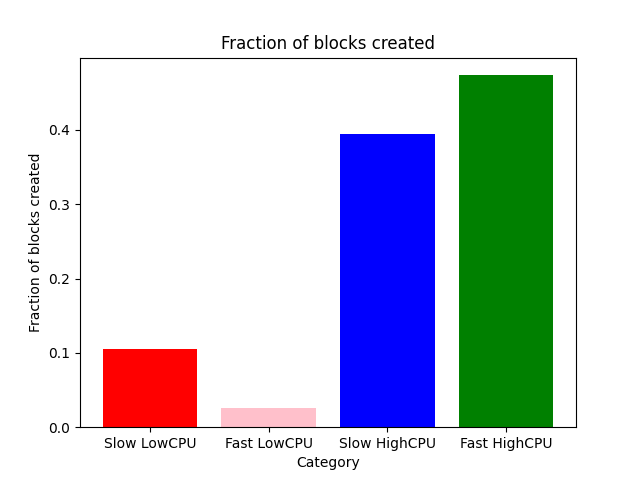 Fraction of blocks created
Fraction of blocks created
0.4
0.3
0.2
0.1
0.0
Slow LowCPU Fast LowCPU Slow HighCPU Fast HighCPU
Category